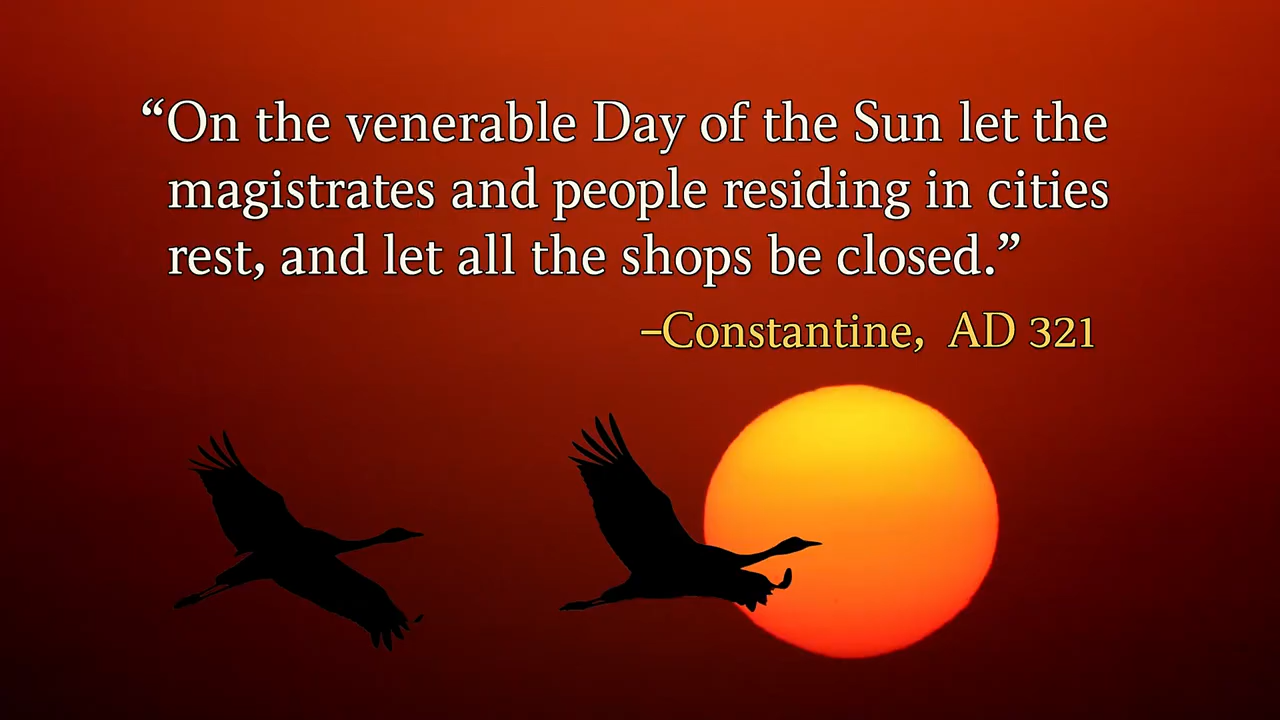 “On the venerable Day of the Sun let the
magistrates and people residing in cities
rest, and let all the shops be closed.”
–Constantine, AD 321